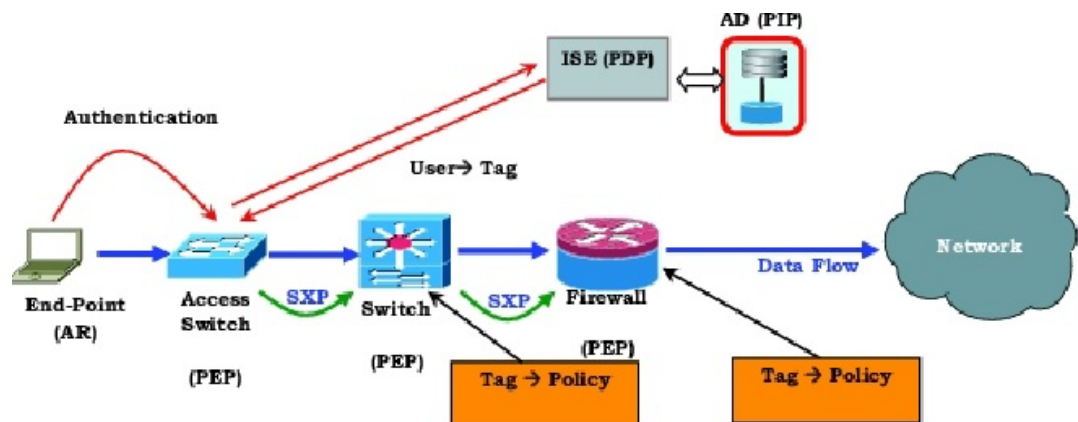 AD (PIP)
ISE (PDP)
Authentication
User→ Tag
Network
Data Flow
SXP
SXP
End-Point
(AR)
Access
Switch
Switch
Firewall
(PEP)
(PEP)
(PEP)
Tag → Policy
Tag → Policy